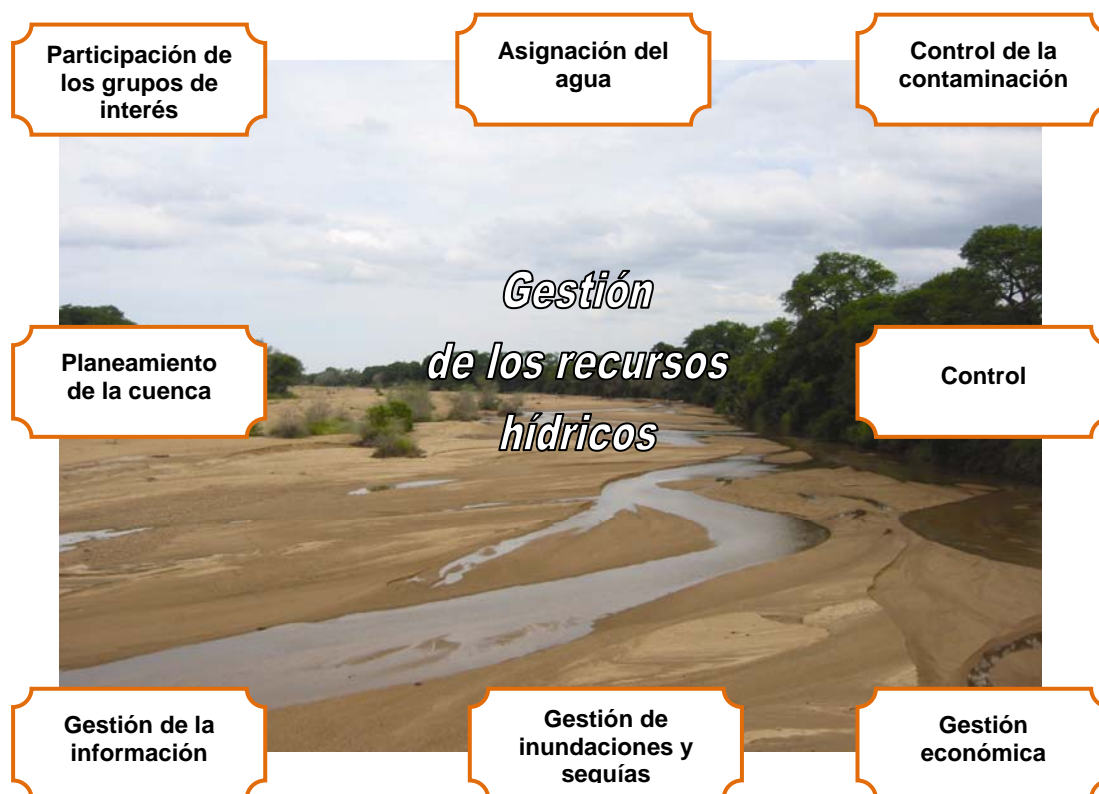 Participación de
los grupos de
interés
Asignación del
agua
Control de la
contaminación
Gestión
de los recursos
hídricos
Planeamiento
de la cuenca
Control
Gestión de la
información
Gestión de
inundaciones y
sequías
Gestión
económica